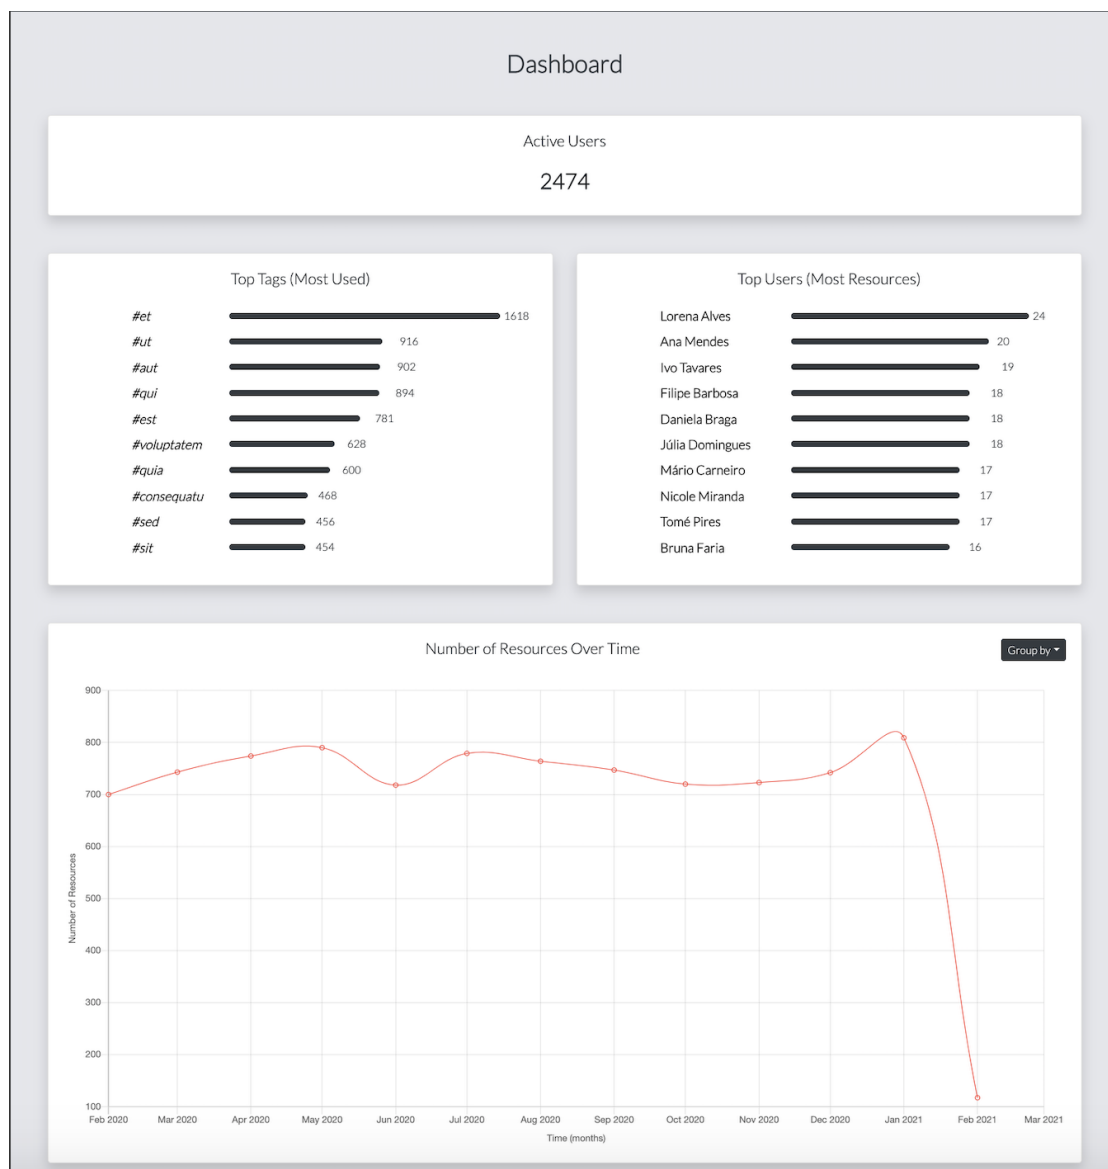 Dashboard
Active Users
2474
Top Tags (Most Used)
#et 1618
#ut 916
#aut 902
#qui 894
#est 781
#voluptatem 628
#quia 600
#consequatu 468
#sed 456
#sit 454
Top Users (Most Resources)
Lorena Alves 24
Ana Mendes 20
Ivo Tavares 19
Filipe Barbosa 18
Daniela Braga 18
Júlia Domingues 18
Mário Carneiro 17
Nicole Miranda 17
Tomé Pires 17
Bruna Faria 16
Number of Resources Over Time
Group by
900
800
700
600
500
400
300
200
100
Number of Resources
Feb 2020 Mar 2020 Apr 2020 May 2020 Jun 2020 Jul 2020 Aug 2020 Sep 2020 Oct 2020 Nov 2020 Dec 2020 Jan 2021 Feb 2021 Mar 2021
Time (months)